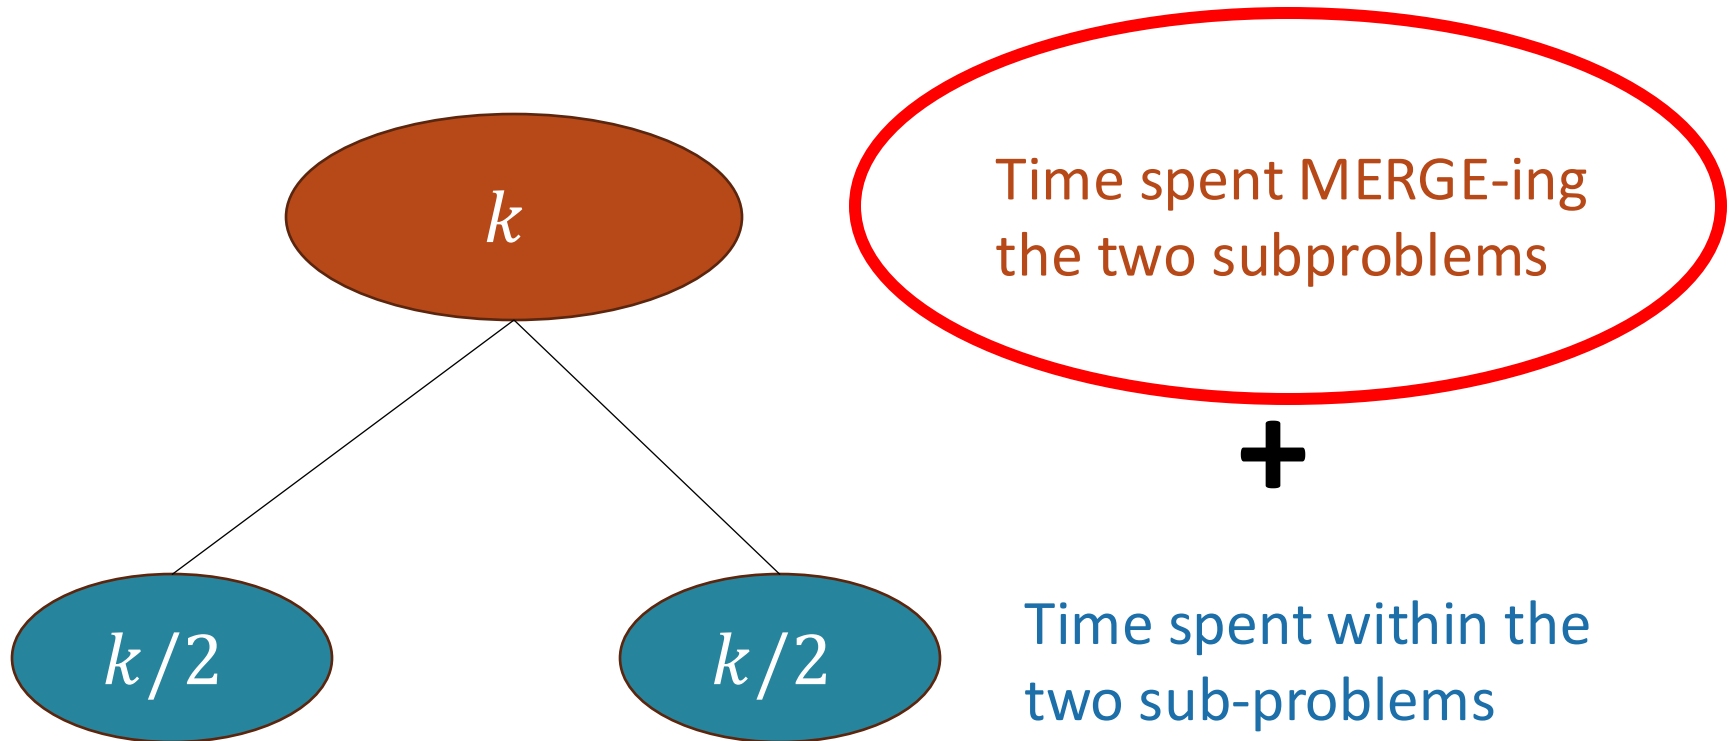 k
Time spent MERGE-ing
the two subproblems
+
k/2
k/2
Time spent within the
two sub-problems